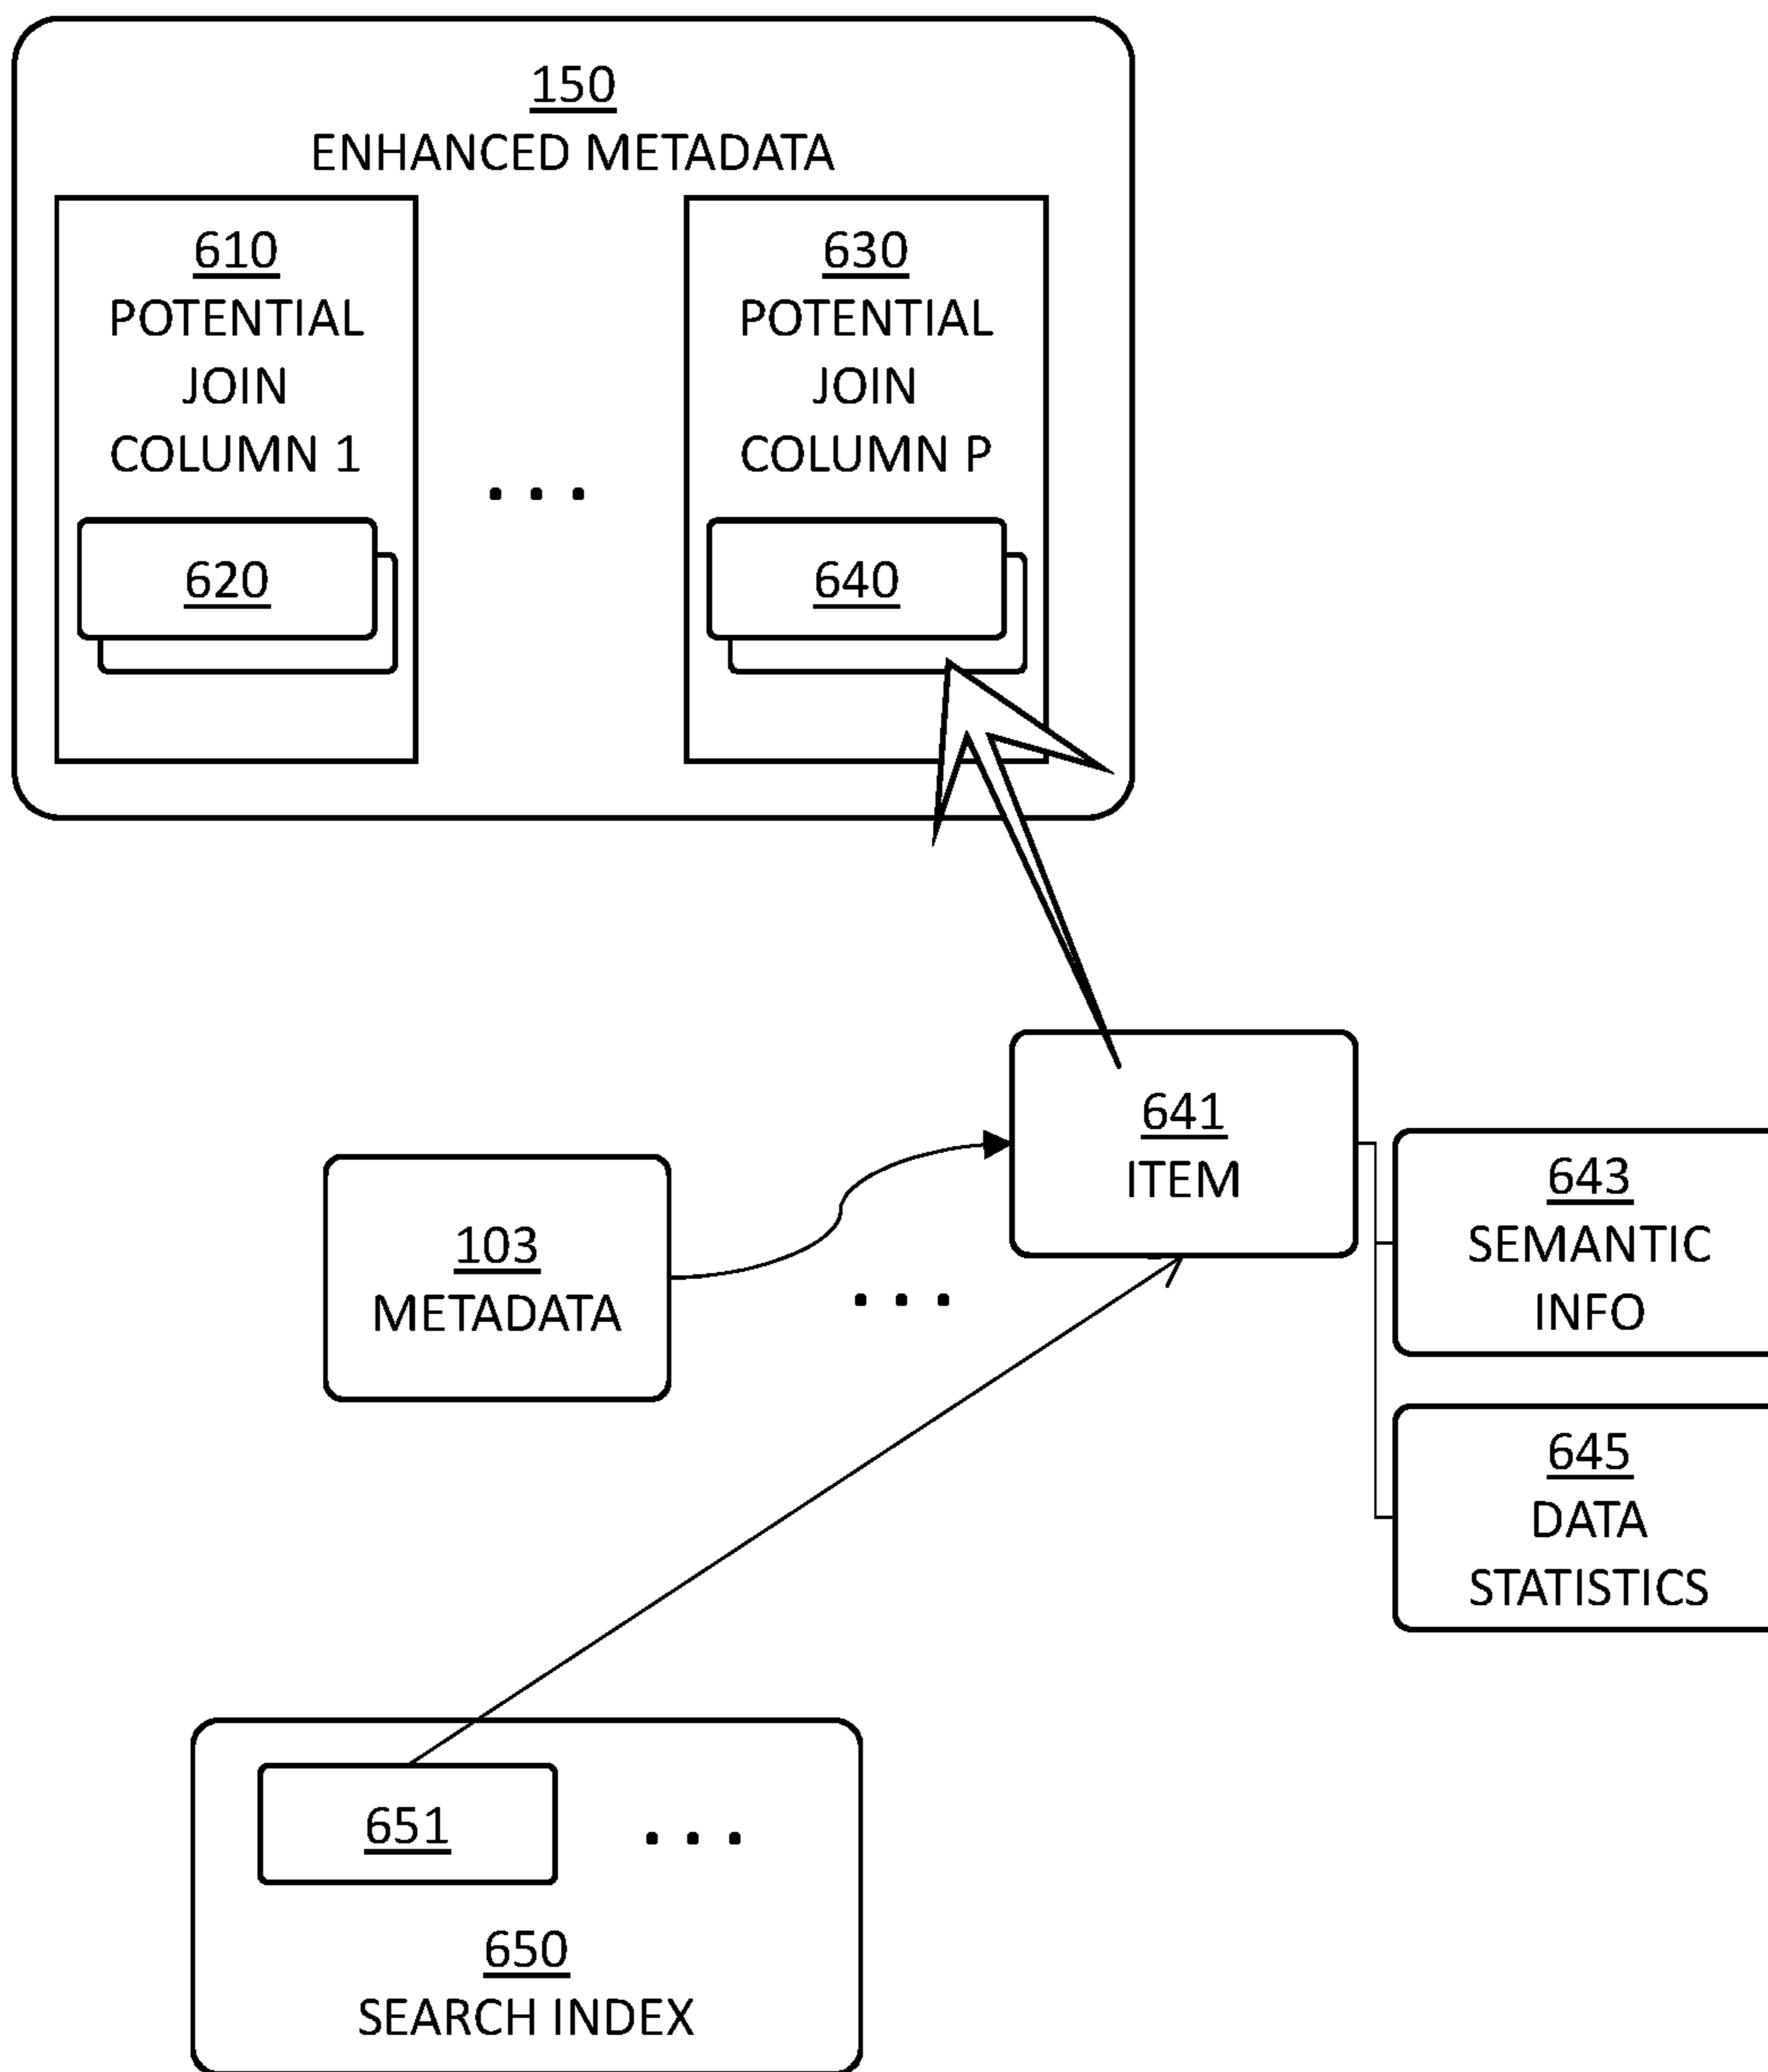 150
ENHANCED METADATA
610
POTENTIAL
JOIN
COLUMN 1
620
...
630
POTENTIAL
JOIN
COLUMN P
640
641
ITEM
103
METADATA
...
643
SEMANTIC
INFO
645
DATA
STATISTICS
651
...
650
SEARCH INDEX